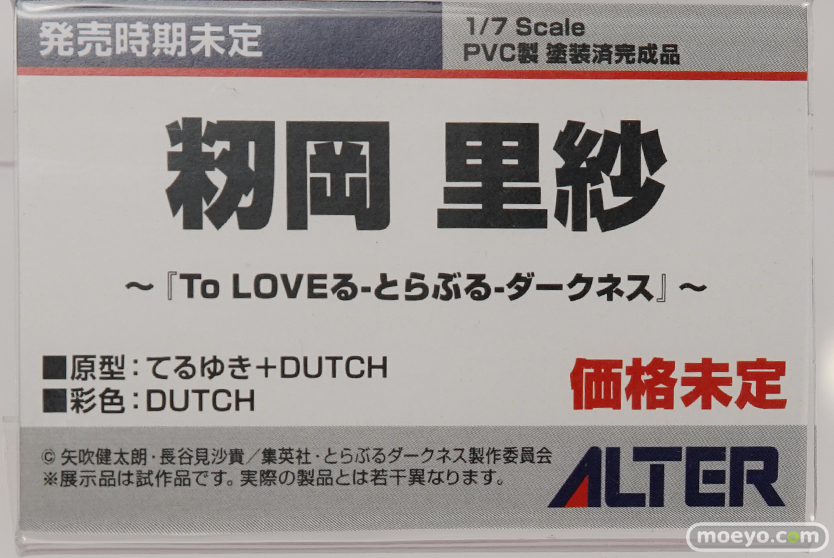 発売時期未定
1/7 Scale
PVC製 塗装済完成品
籾岡 里紗
～『To LOVEる-とらぶる-ダークネス』～
■原型：てるゆき＋DUTCH
■彩色：DUTCH
価格未定
© 矢吹健太朗・長谷見沙貴／集英社・とらぶるダークネス製作委員会
※展示品は試作品です。実際の製品とは若干異なります。
ALTER
moeyo.com